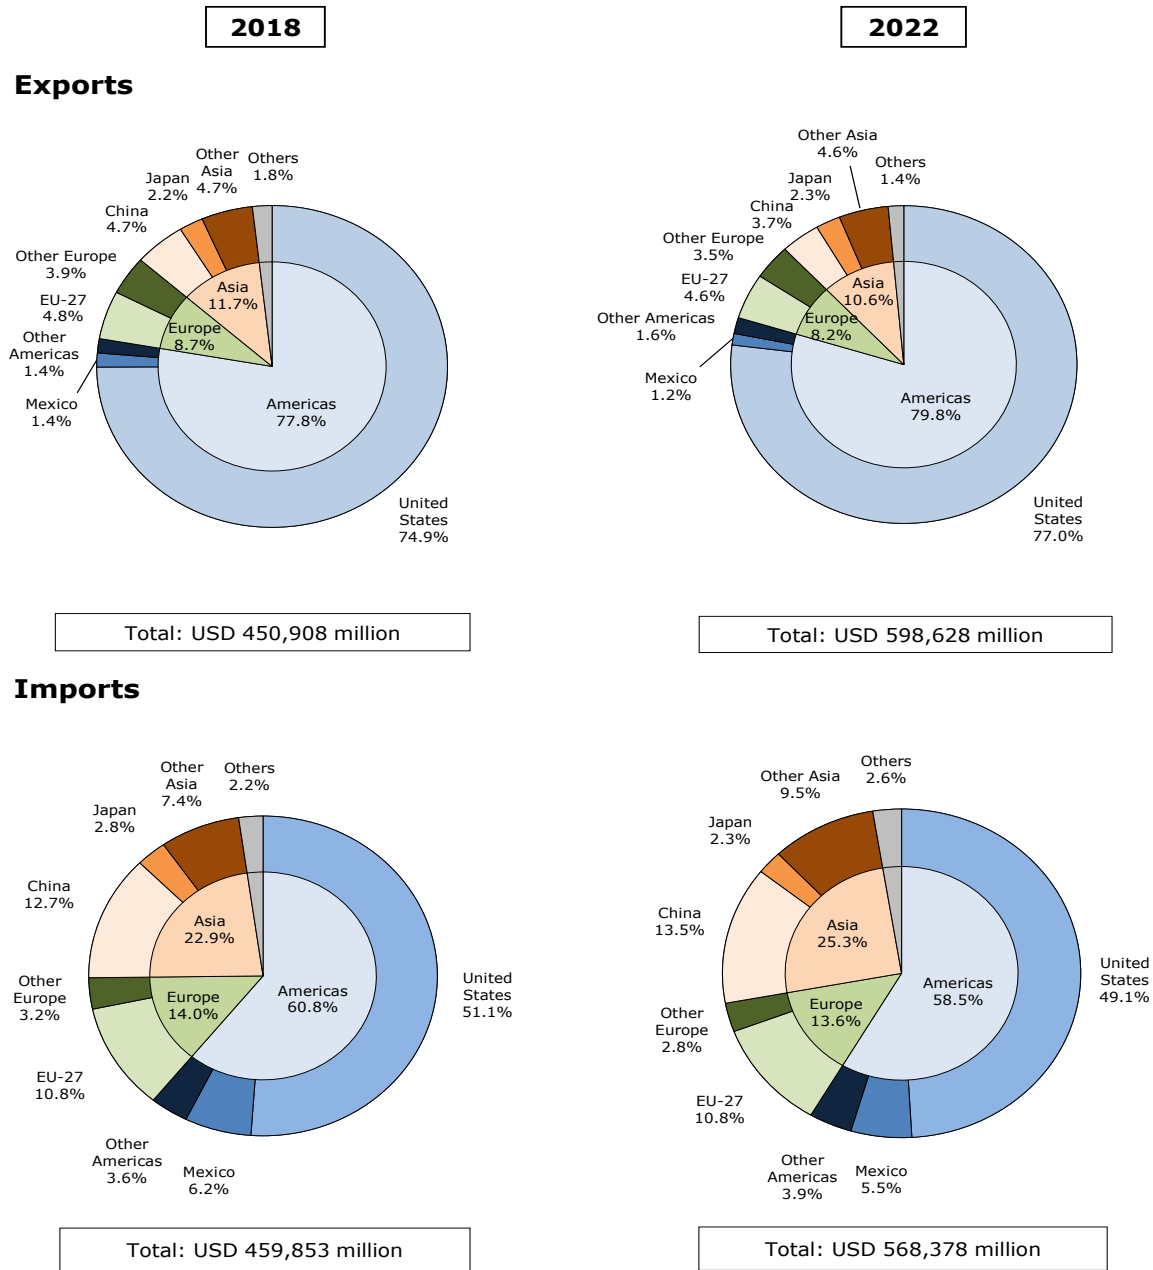 2018
2022
Exports
Other
Asia
4.7%
Others
1.8%
Japan
2.2%
China
4.7%
Other Europe
3.9%
EU-27
4.8%
Other
Americas
1.4%
Mexico
1.4%
Asia
11.7%
Europe
8.7%
Americas
77.8%
United
States
74.9%
Total: USD 450,908 million
Other Asia
4.6%
Others
1.4%
Japan
2.3%
China
3.7%
Other Europe
3.5%
EU-27
4.6%
Other Americas
1.6%
Mexico
1.2%
Asia
10.6%
Europe
8.2%
Americas
79.8%
United
States
77.0%
Total: USD 598,628 million
Imports
Other
Asia
7.4%
Others
2.2%
Japan
2.8%
China
12.7%
Other
Europe
3.2%
EU-27
10.8%
Other
Americas
3.6%
Mexico
6.2%
Asia
22.9%
Europe
14.0%
Americas
60.8%
United
States
51.1%
Total: USD 459,853 million
Other Asia
9.5%
Others
2.6%
Japan
2.3%
China
13.5%
Other
Europe
2.8%
EU-27
10.8%
Other
Americas
3.9%
Mexico
5.5%
Asia
25.3%
Europe
13.6%
Americas
58.5%
United
States
49.1%
Total: USD 568,378 million